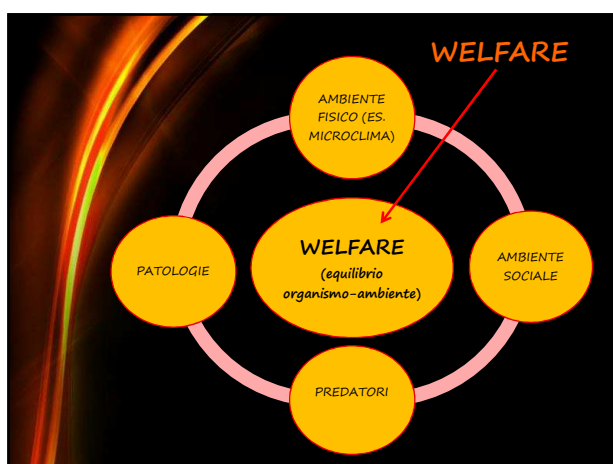 WELFARE
AMBIENTE
FISICO (ES.
MICROCLIMA)
PATOLOGIE
WELFARE
(equilibrio
organismo-ambiente)
AMBIENTE
SOCIALE
PREDATORI